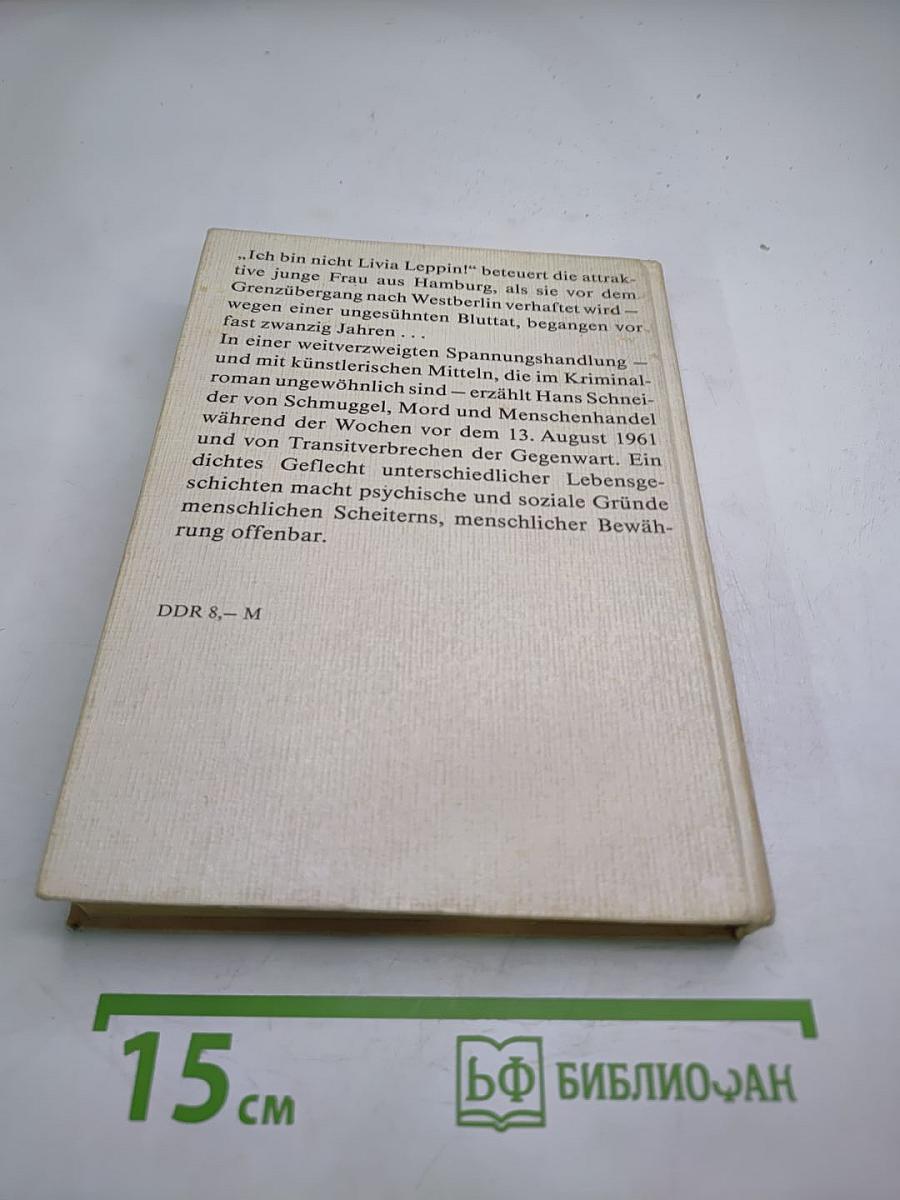 „Ich bin nicht Livia Leppin!“ beteuert die attrak-
tive junge Frau aus Hamburg, als sie vor dem
Grenzübergang nach Westberlin verhaftet wird —
wegen einer ungesühnten Bluttat, begangen vor
fast zwanzig Jahren . . .
In einer weitverzweigten Spannungshandlung —
und mit künstlerischen Mitteln, die im Kriminal-
roman ungewöhnlich sind — erzählt Hans Schnei-
der von Schmuggel, Mord und Menschenhandel
während der Wochen vor dem 13. August 1961
und von Transitverbrechen der Gegenwart. Ein
dichtes Geflecht unterschiedlicher Lebensge-
schichten macht psychische und soziale Gründe
menschlichen Scheiterns, menschlicher Bewäh-
rung offenbar.
DDR 8,— M
15 см
ЬФ БИБЛИОФАН